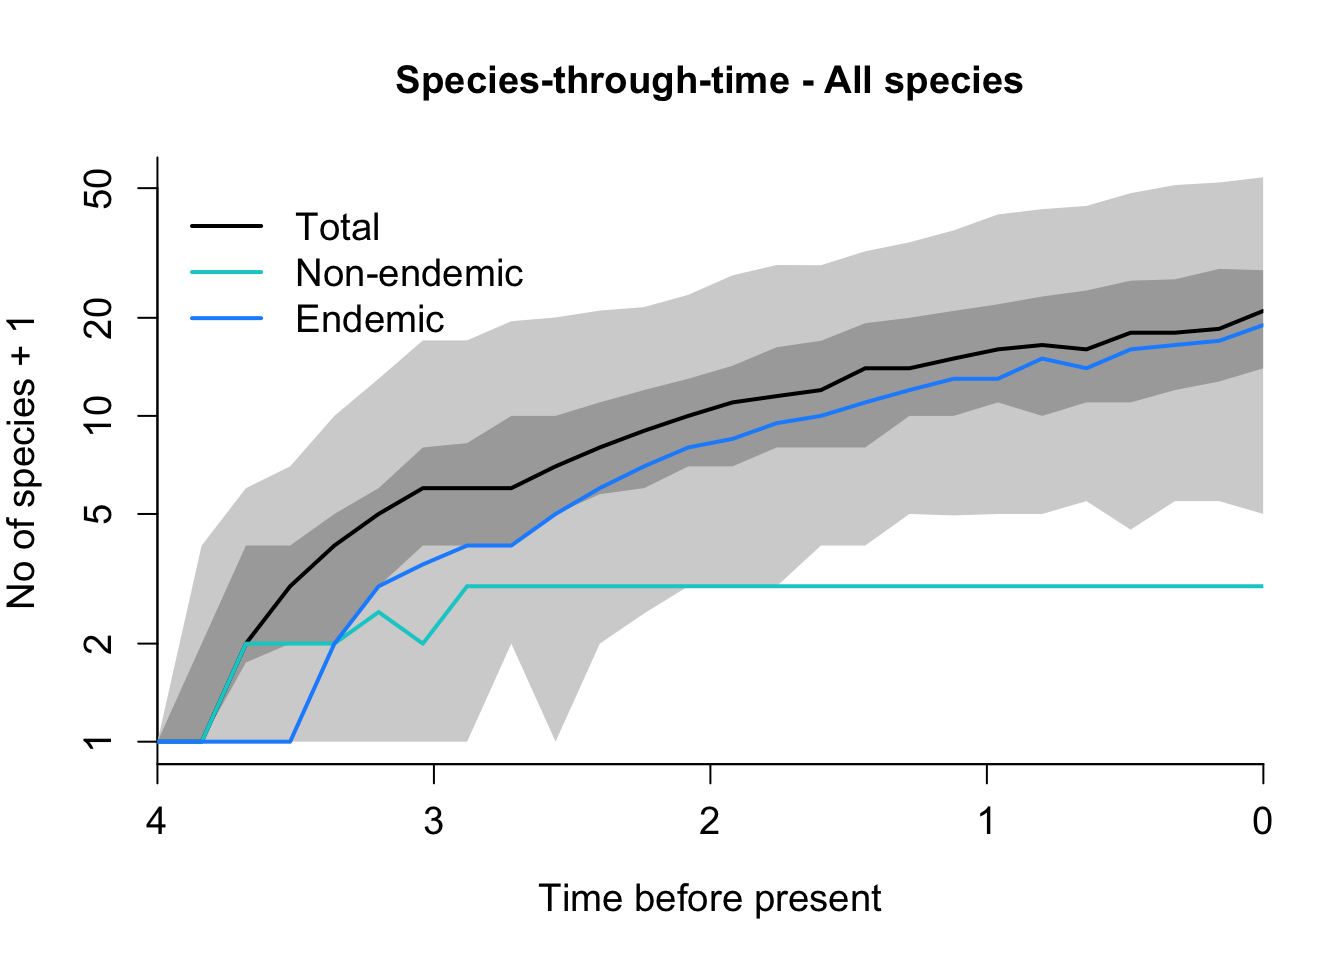 Species-through-time - All species
Total
Non-endemic
Endemic
No of species + 1
50
20
10
5
2
1
4 3 2 1 0
Time before present